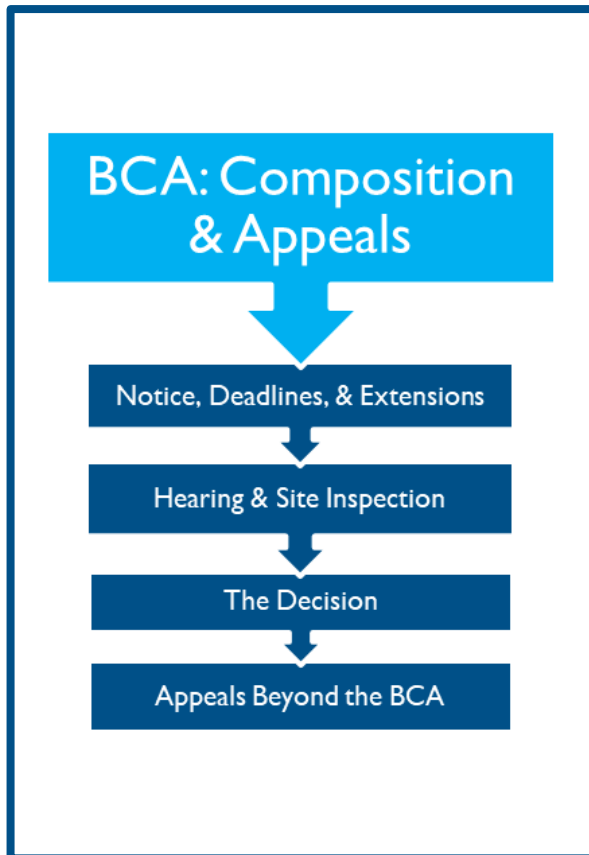 BCA: Composition
& Appeals
Notice, Deadlines, & Extensions
Hearing & Site Inspection
The Decision
Appeals Beyond the BCA